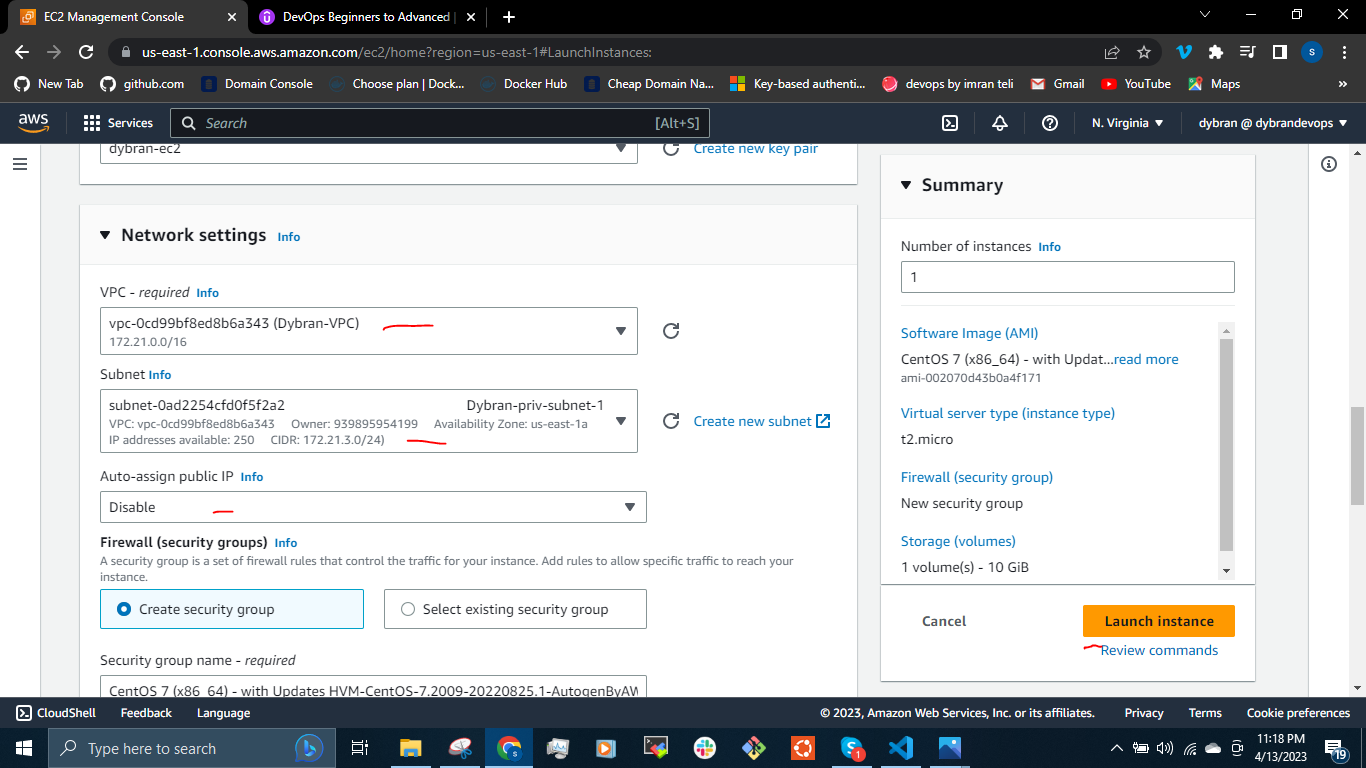 EC2 Management Console
DevOps Beginners to Advanced |
us-east-1.console.aws.amazon.com/ec2/home?region=us-east-1#LaunchInstances:
S
New Tab
github.com
Domain Console
Choose plan | Dock...
Docker Hub
Cheap Domain Na...
Key-based authenti...
devops by imran teli
Gmail
YouTube
Maps
»
aws
Services
Search
[Alt+S]
N. Virginia
dybran @ dybrandevops
dybran-ec2
Create new key pair
Network settings Info
VPC - required Info
vpc-0cd99bf8ed8b6a343 (Dybran-VPC)
172.21.0.0/16
Subnet Info
subnet-0ad2254cfd0f5f2a2 Dybran-priv-subnet-1
VPC: vpc-0cd99bf8ed8b6a343 Owner: 939895954199 Availability Zone: us-east-1a
IP addresses available: 250 CIDR: 172.21.3.0/24)
Create new subnet
Auto-assign public IP Info
Disable
Firewall (security groups) Info
A security group is a set of firewall rules that control the traffic for your instance. Add rules to allow specific traffic to reach your
instance.
Create security group
Select existing security group
Security group name - required
CentOS 7 (x86_64) - with Updates HVM-CentOS-7.2009-20220825.1-AutogenByAW
Summary
Number of instances Info
1
Software Image (AMI)
CentOS 7 (x86_64) - with Updat...read more
ami-002070d43b0a4f171
Virtual server type (instance type)
t2.micro
Firewall (security group)
New security group
Storage (volumes)
1 volume(s) - 10 GiB
Cancel
Launch instance
Review commands
CloudShell
Feedback
Language
© 2023, Amazon Web Services, Inc. or its affiliates.
Privacy
Terms
Cookie preferences
Type here to search
1
11:18 PM
4/13/2023
19